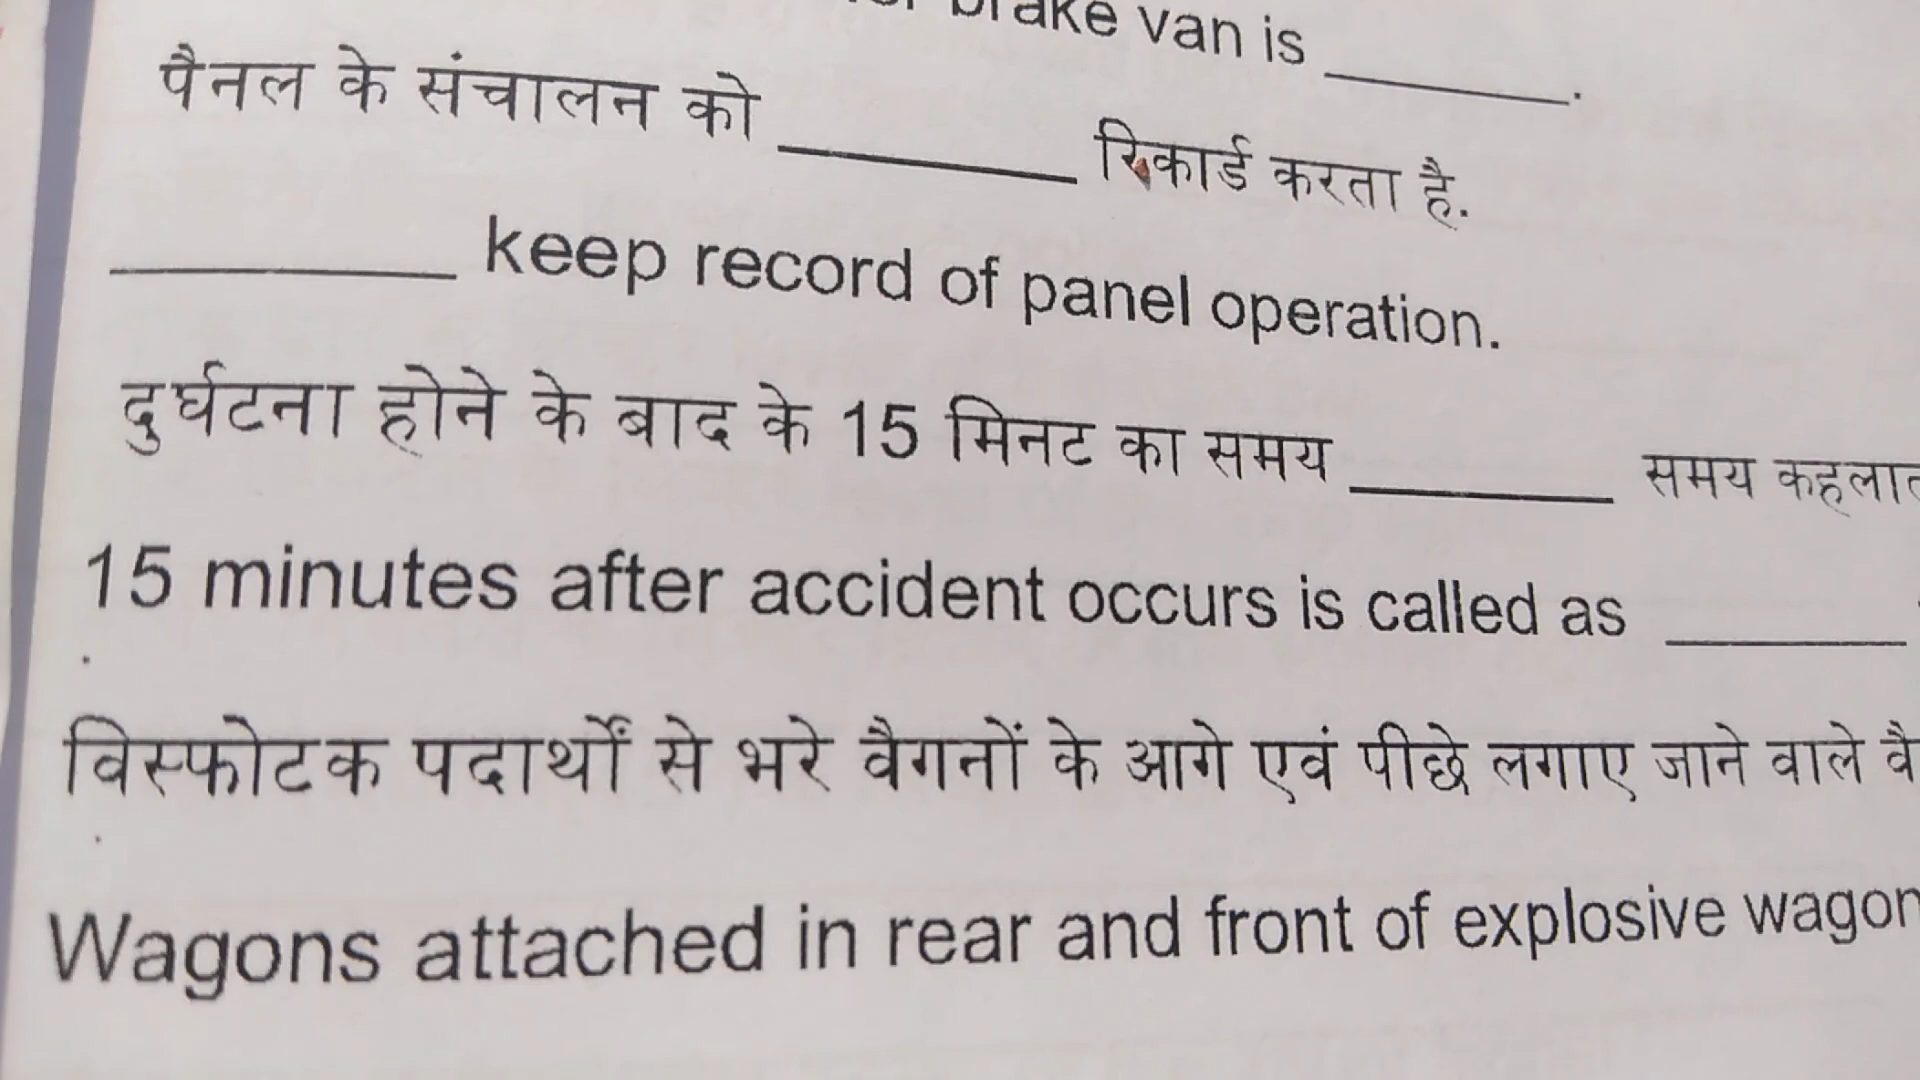 brake van is ________.
पैनल के संचालन को ________ रिकार्ड करता है.
________ keep record of panel operation.
दुर्घटना होने के बाद के 15 मिनट का समय ________ समय
15 minutes after accident occurs is called as ________
विस्फोटक पदार्थों से भरे वैगनों के आगे एवं पीछे लगाए जाने वाले
Wagons attached in rear and front of explosive